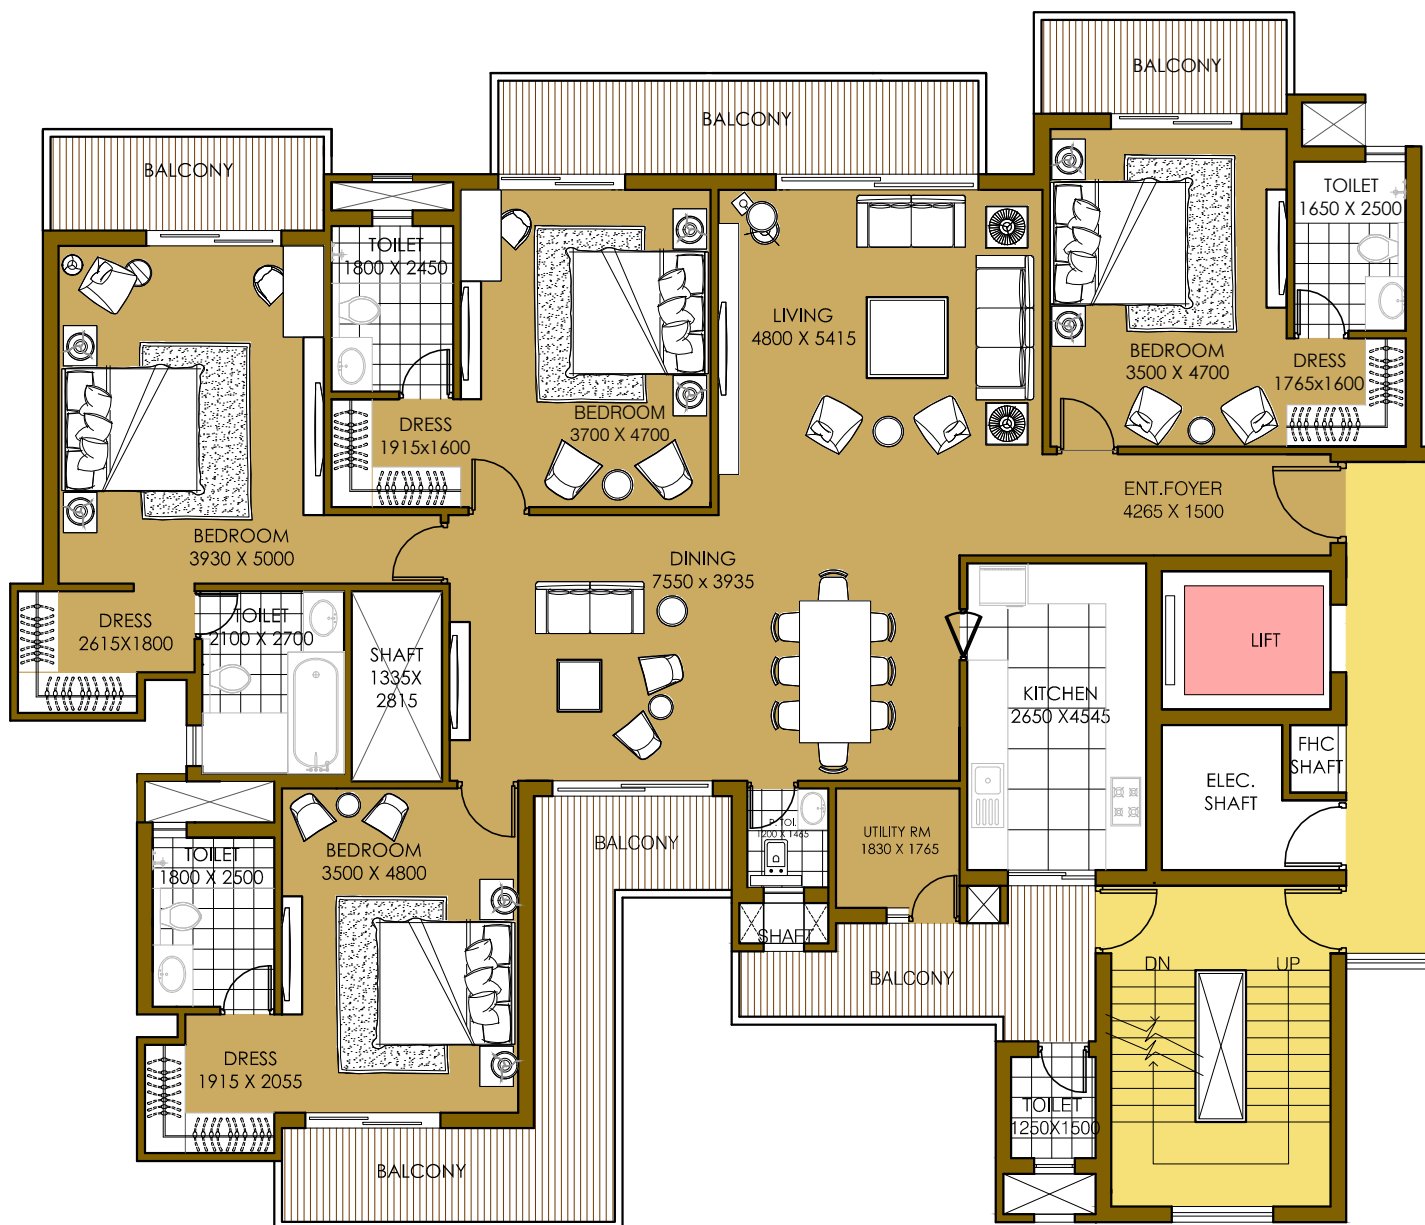 BALCONY
BALCONY
BALCONY
TOILET
1650 X 2500
TOILET
1800 X 2450
LIVING
4800 X 5415
BEDROOM
3500 X 4700
DRESS
1765x1600
BEDROOM
3700 X 4700
DRESS
1915x1600
ENT.FOYER
4265 X 1500
BEDROOM
3930 X 5000
DINING
7550 x 3935
DRESS
2615X1800
TOILET
2100 X 2700
SHAFT
1335X
2815
KITCHEN
2650 X4545
LIFT
FHC
SHAFT
ELEC.
SHAFT
P. TOI.
1200 X 1465
UTILITY RM
1830 X 1765
BALCONY
BEDROOM
3500 X 4800
TOILET
1800 X 2500
SHAFT
BALCONY
DN
UP
DRESS
1915 X 2055
TOILET
1250X1500
BALCONY